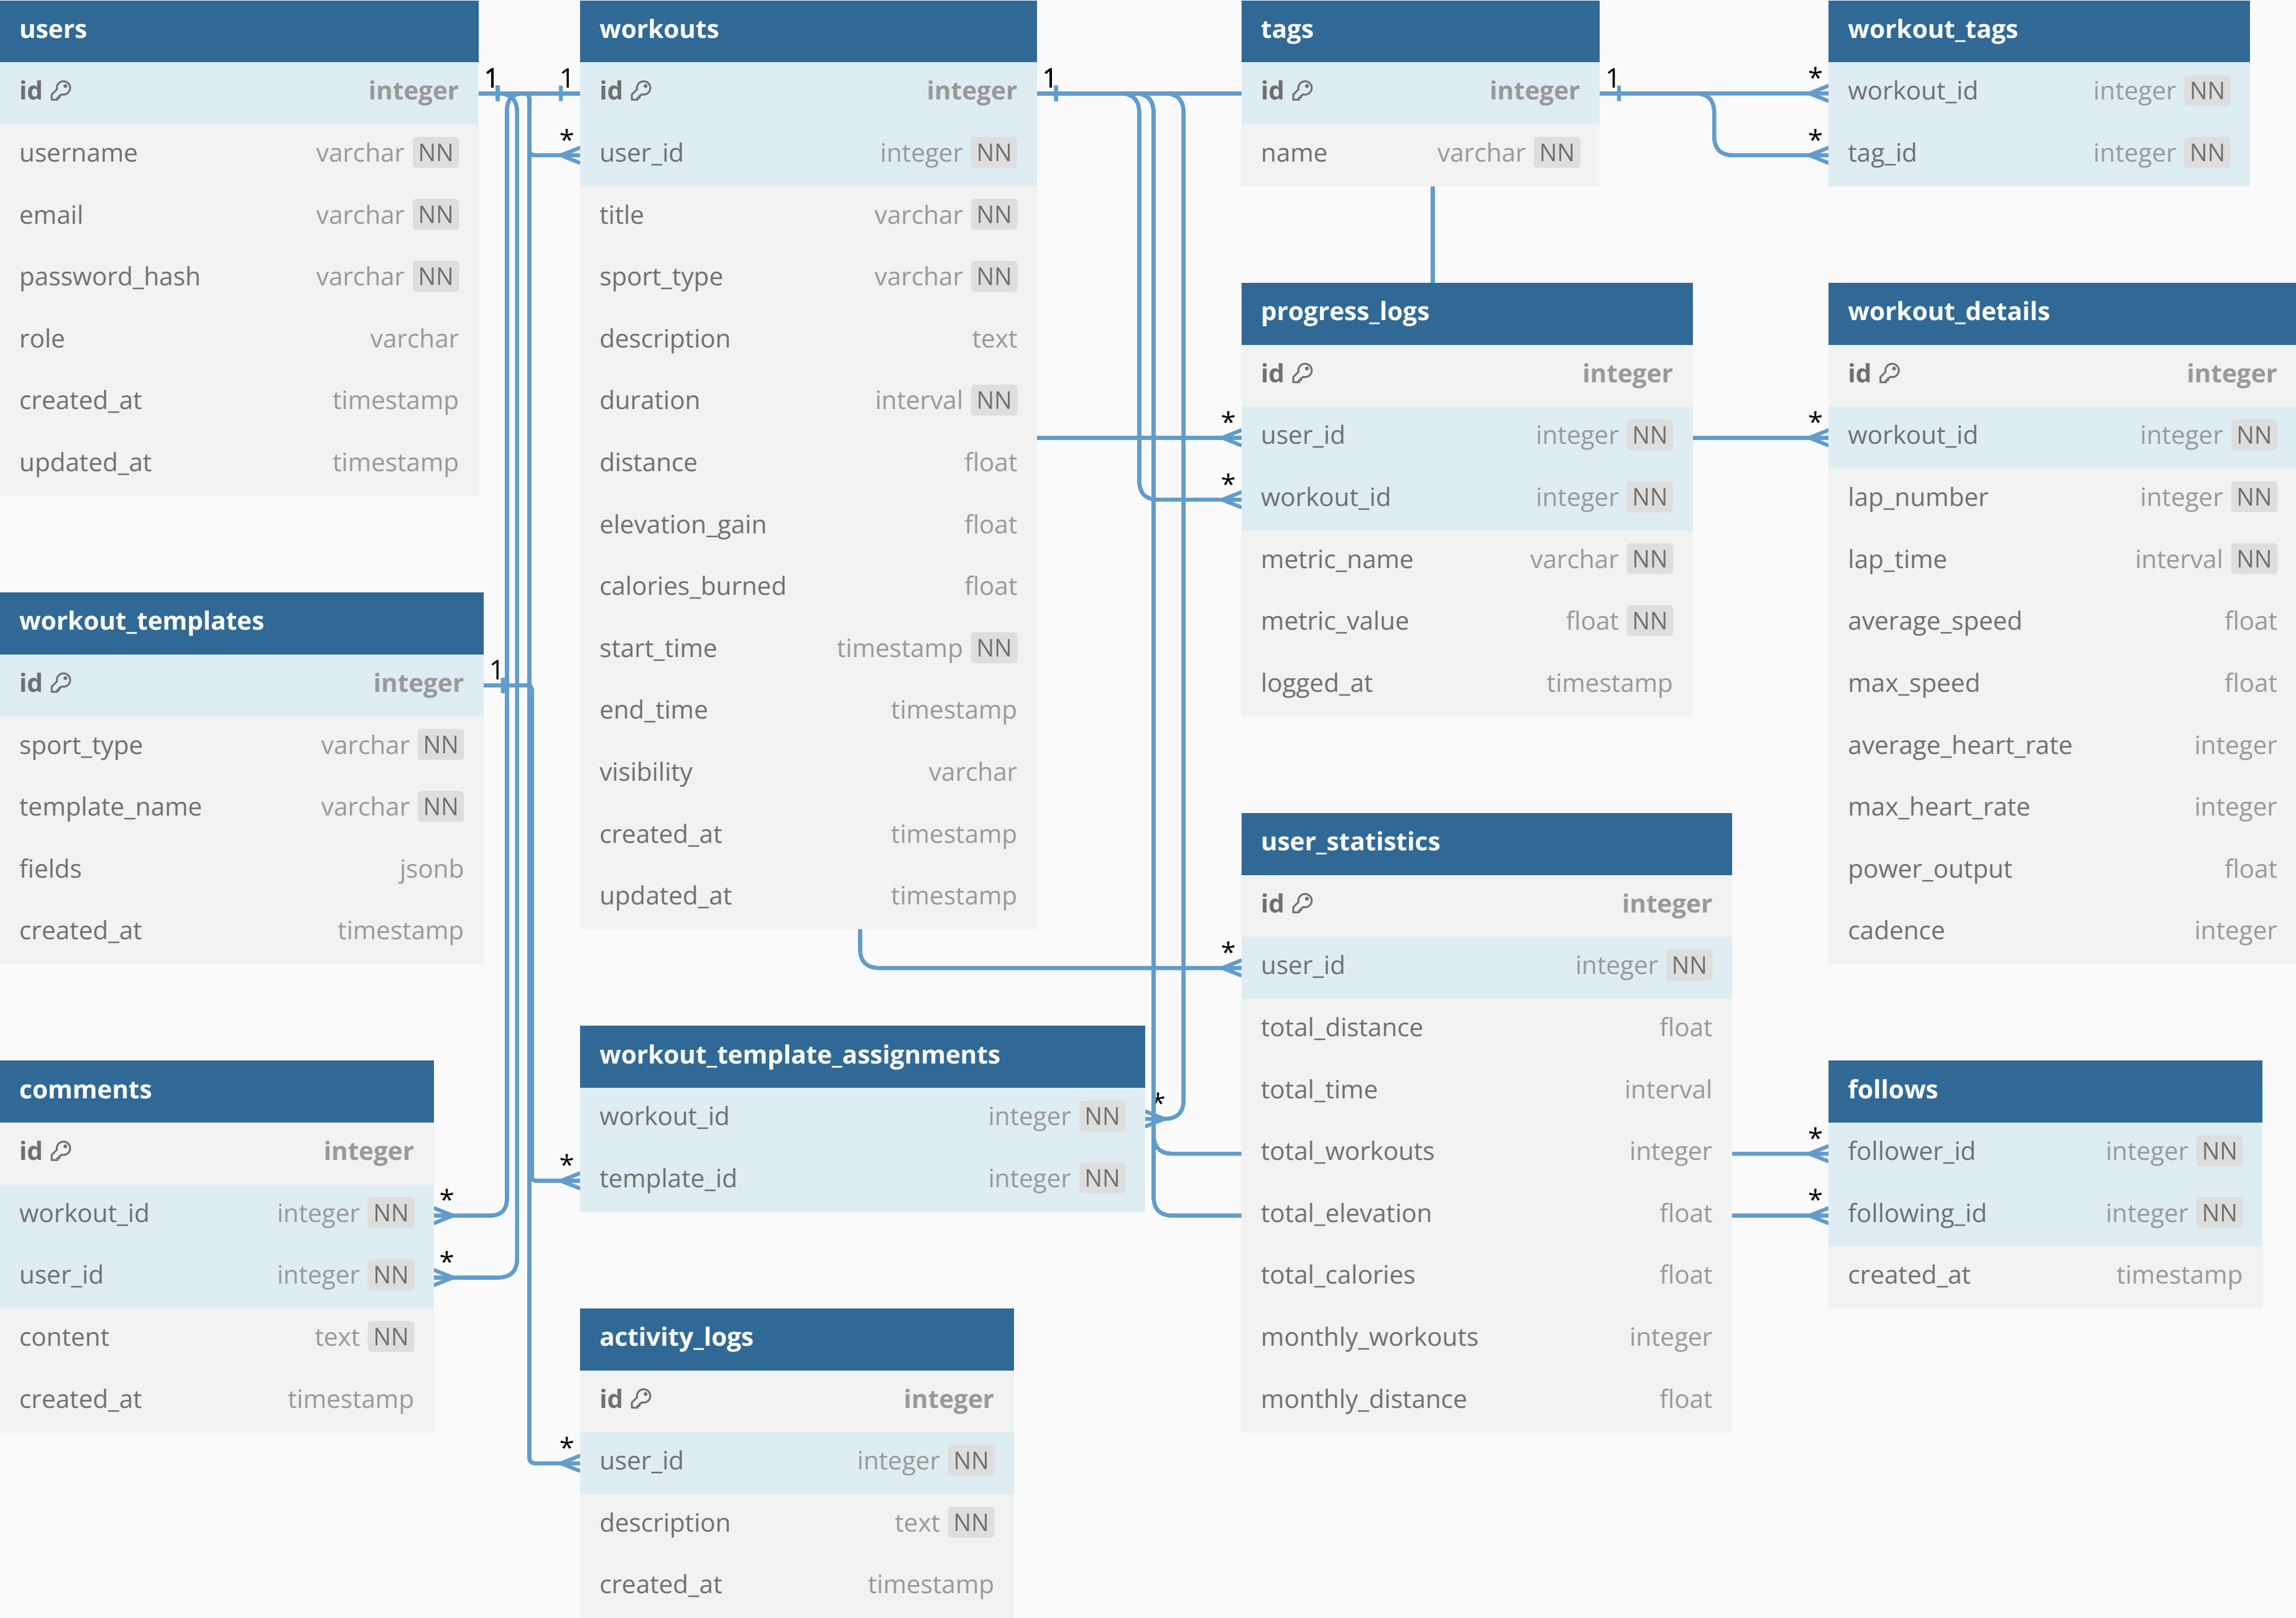 users
id integer
username varchar NN
email varchar NN
password_hash varchar NN
role varchar
created_at timestamp
updated_at timestamp
1
1
*
workouts
id integer
user_id integer NN
title varchar NN
sport_type varchar NN
description text
duration interval NN
distance float
elevation_gain float
calories_burned float
start_time timestamp NN
end_time timestamp
visibility varchar
created_at timestamp
updated_at timestamp
1
tags
id integer
name varchar NN
1
*
*
workout_tags
workout_id integer NN
tag_id integer NN
*
*
progress_logs
id integer
user_id integer NN
workout_id integer NN
metric_name varchar NN
metric_value float NN
logged_at timestamp
*
workout_details
id integer
workout_id integer NN
lap_number integer NN
lap_time interval NN
average_speed float
max_speed float
average_heart_rate integer
max_heart_rate integer
power_output float
cadence integer
workout_templates
id integer
sport_type varchar NN
template_name varchar NN
fields jsonb
created_at timestamp
1
*
user_statistics
id integer
user_id integer NN
total_distance float
total_time interval
total_workouts integer
total_elevation float
total_calories float
monthly_workouts integer
monthly_distance float
comments
id integer
workout_id integer NN
user_id integer NN
content text NN
created_at timestamp
*
*
*
workout_template_assignments
workout_id integer NN
template_id integer NN
*
*
*
follows
follower_id integer NN
following_id integer NN
created_at timestamp
*
activity_logs
id integer
user_id integer NN
description text NN
created_at timestamp